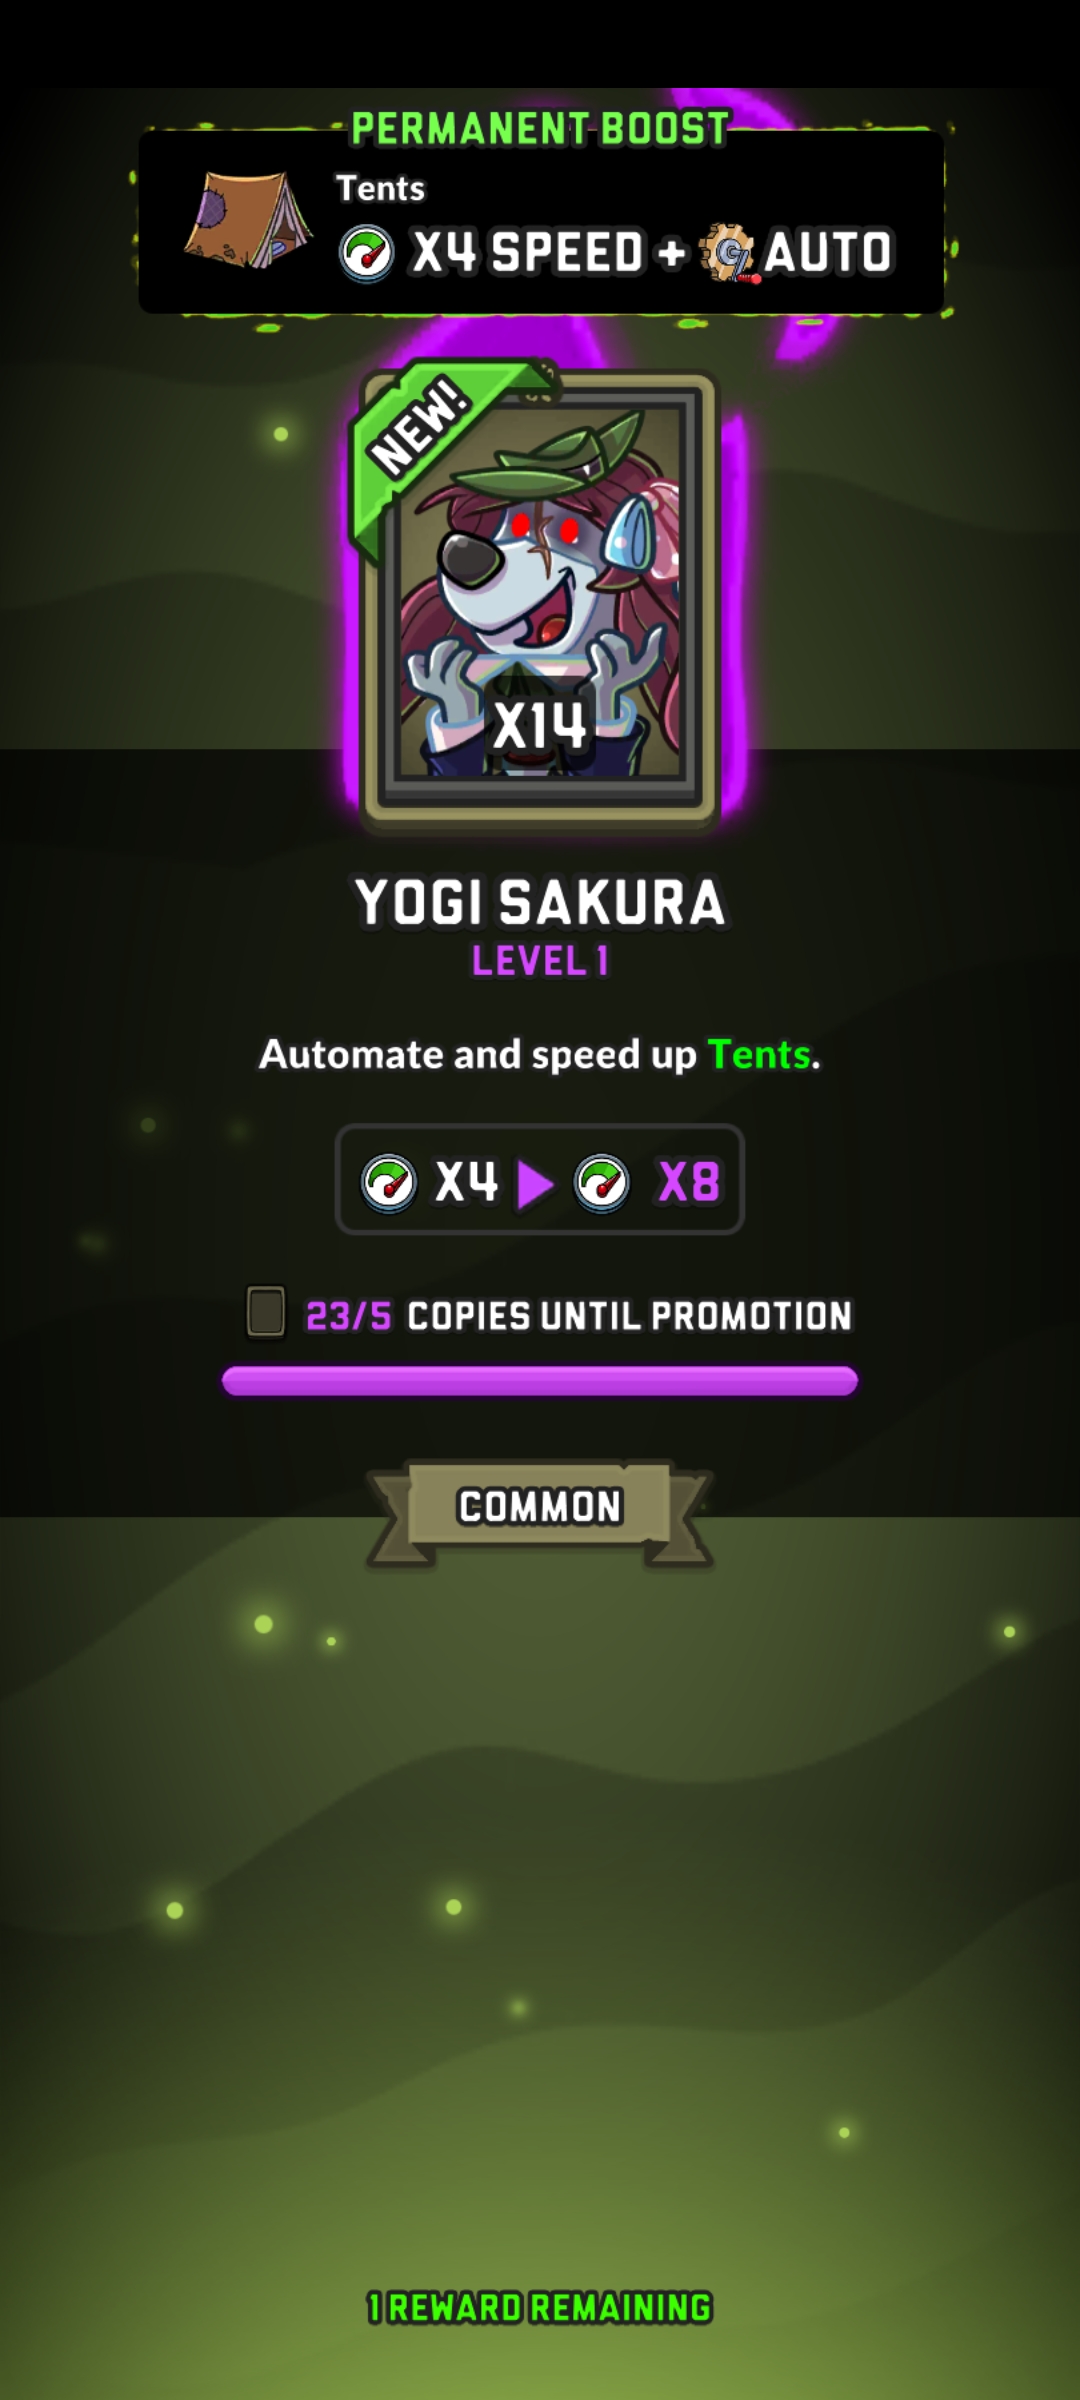 PERMANENT BOOST
Tents
X4 SPEED + AUTO
NEW!
X14
YOGI SAKURA
LEVEL 1
Automate and speed up Tents.
X4 X8
23/5 COPIES UNTIL PROMOTION
COMMON
1 REWARD REMAINING